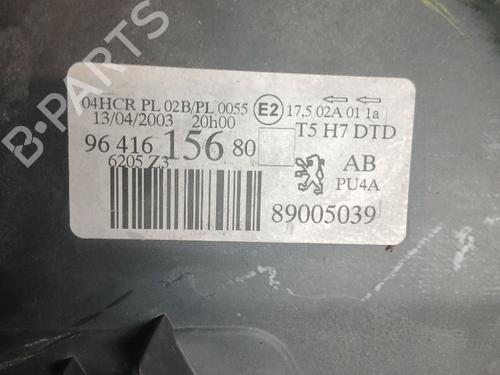 B-PARTS
04HCR PL 02B/PL 0055 E2 17,5 02A 01 1a
13/04/2003 20h00 T5 H7 DTD
96 416 156 80 AB
6205 Z3 PU4A
89005039